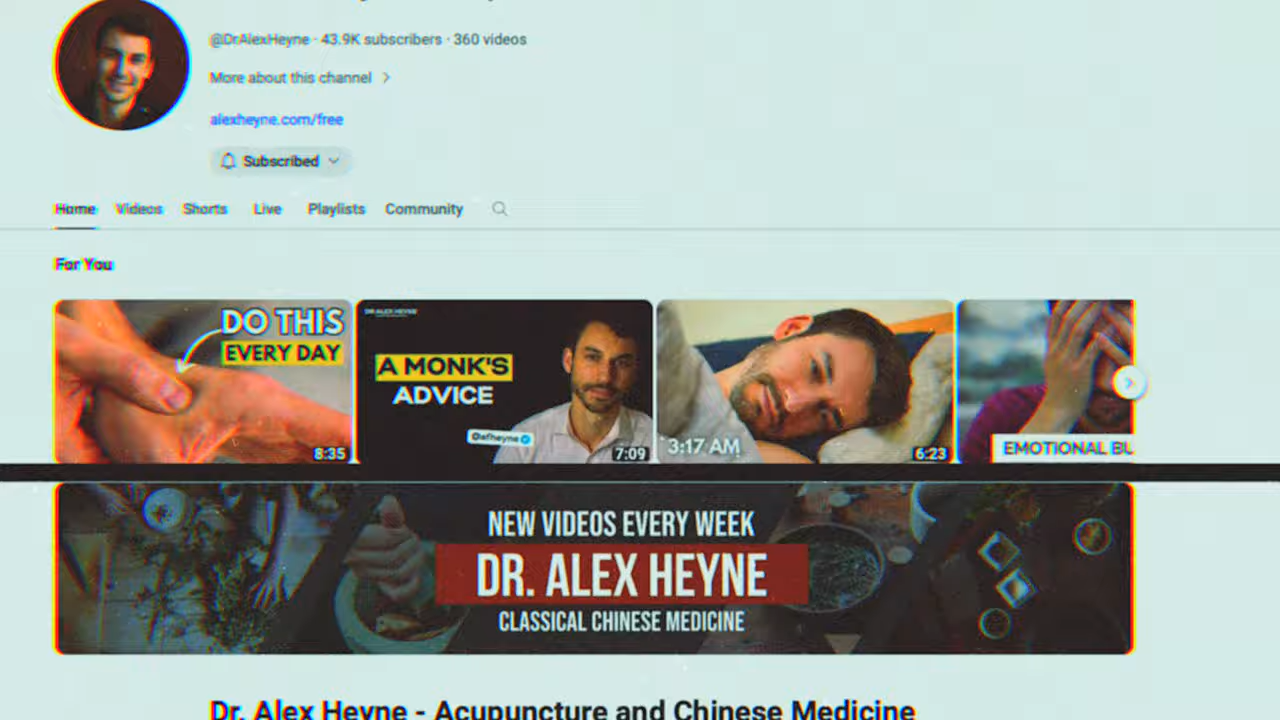 @DrAlexHeyne · 43.9K subscribers · 360 videos
More about this channel
alexheyne.com/free
Subscribed
Home Videos Shorts Live Playlists Community
For You
DO THIS
EVERY DAY
8:35
DR ALEX HEYNE
A MONK'S
ADVICE
@afheyne
7:09
3:17 AM
6:23
EMOTIONAL BU
NEW VIDEOS EVERY WEEK
DR. ALEX HEYNE
CLASSICAL CHINESE MEDICINE
Dr. Alex Heyne - Acupuncture and Chinese Medicine